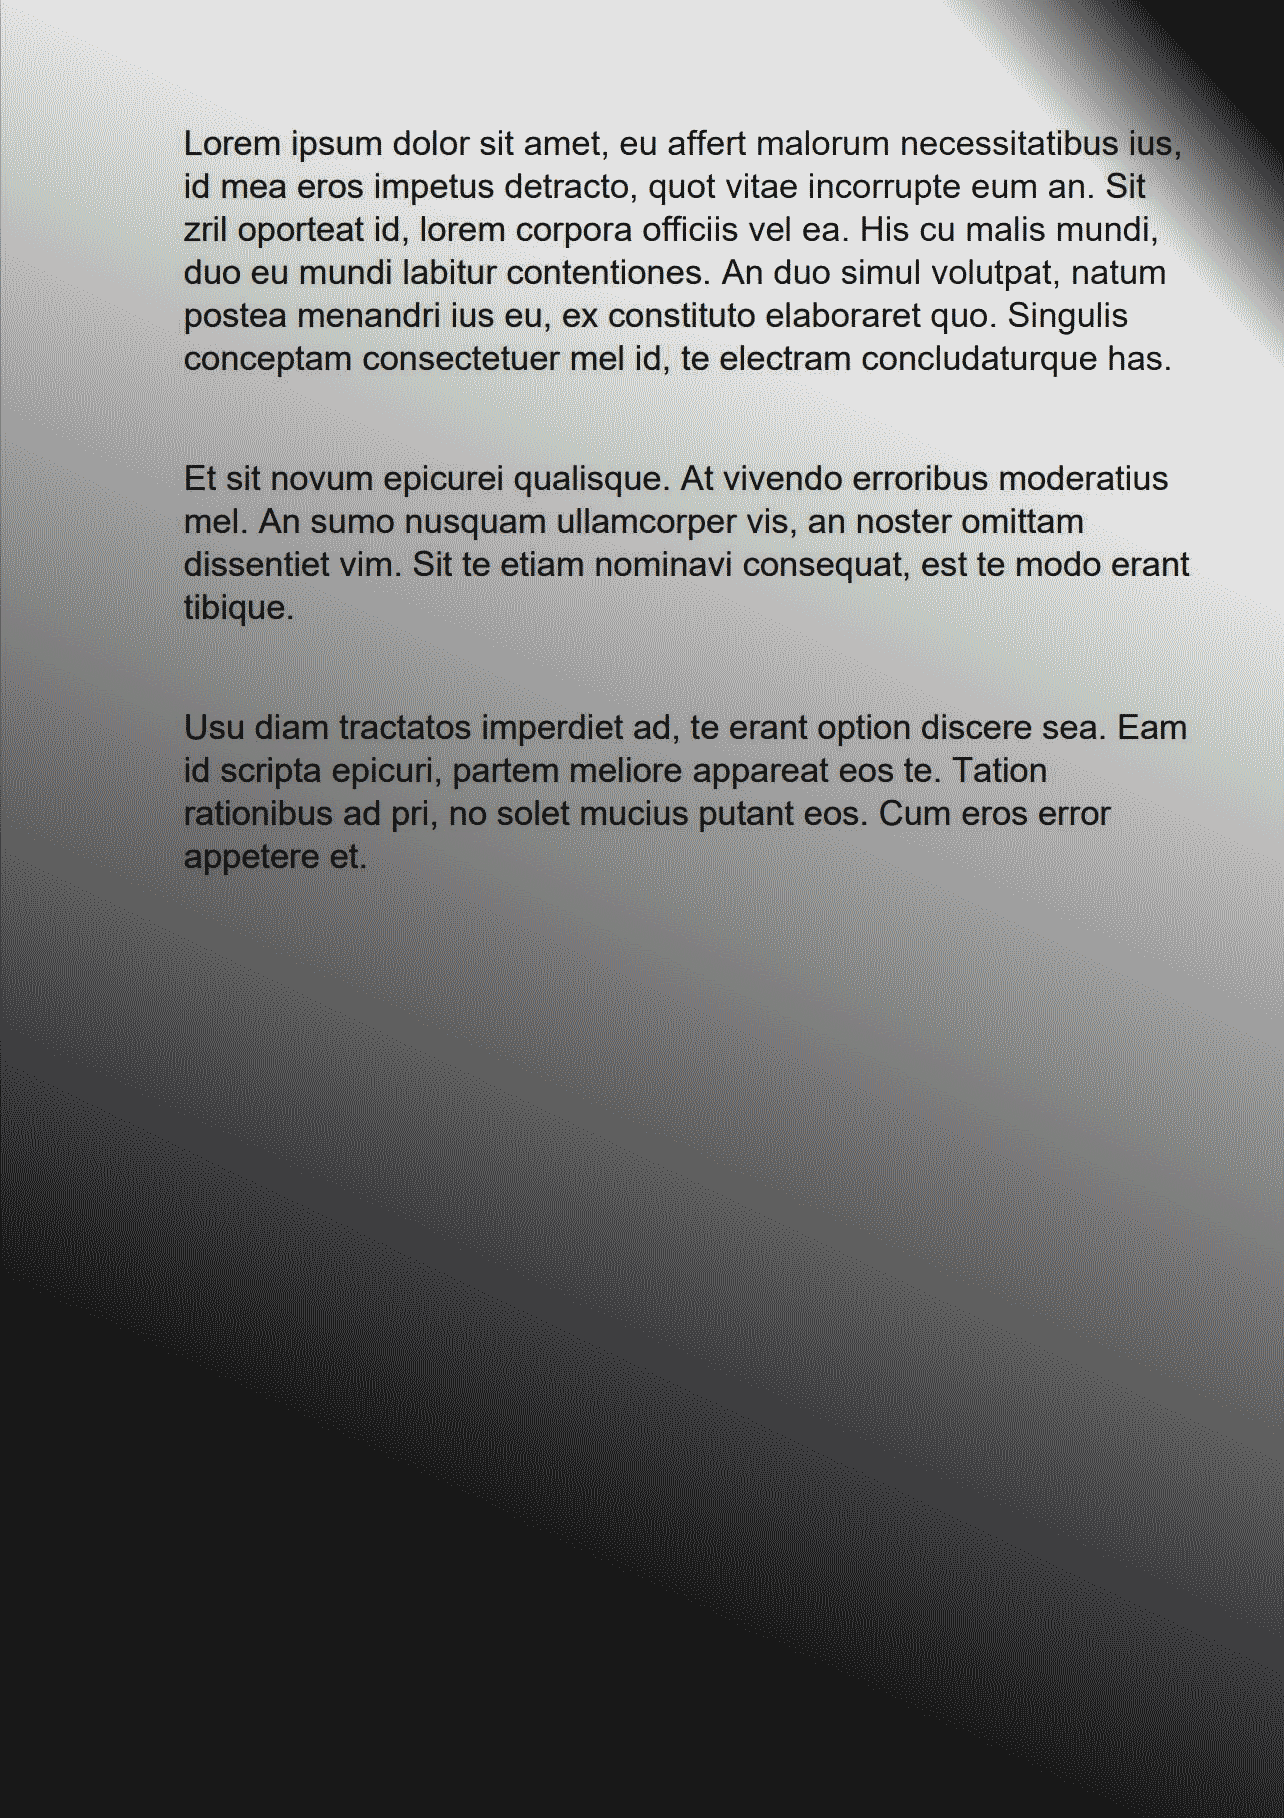 Lorem ipsum dolor sit amet, eu affert malorum necessitatibus ius,
id mea eros impetus detracto, quot vitae incorrupte eum an. Sit
zril oporteat id, lorem corpora officiis vel ea. His cu malis mundi,
duo eu mundi labitur contentiones. An duo simul volutpat, natum
postea menandri ius eu, ex constituto elaboraret quo. Singulis
conceptam consectetuer mel id, te electram concludaturque has.
Et sit novum epicurei qualisque. At vivendo erroribus moderatius
mel. An sumo nusquam ullamcorper vis, an noster omittam
dissentiet vim. Sit te etiam nominavi consequat, est te modo erant
tibique.
Usu diam tractatos imperdiet ad, te erant option discere sea. Eam
id scripta epicuri, partem meliore appareat eos te. Tation
rationibus ad pri, no solet mucius putant eos. Cum eros error
appetere et.